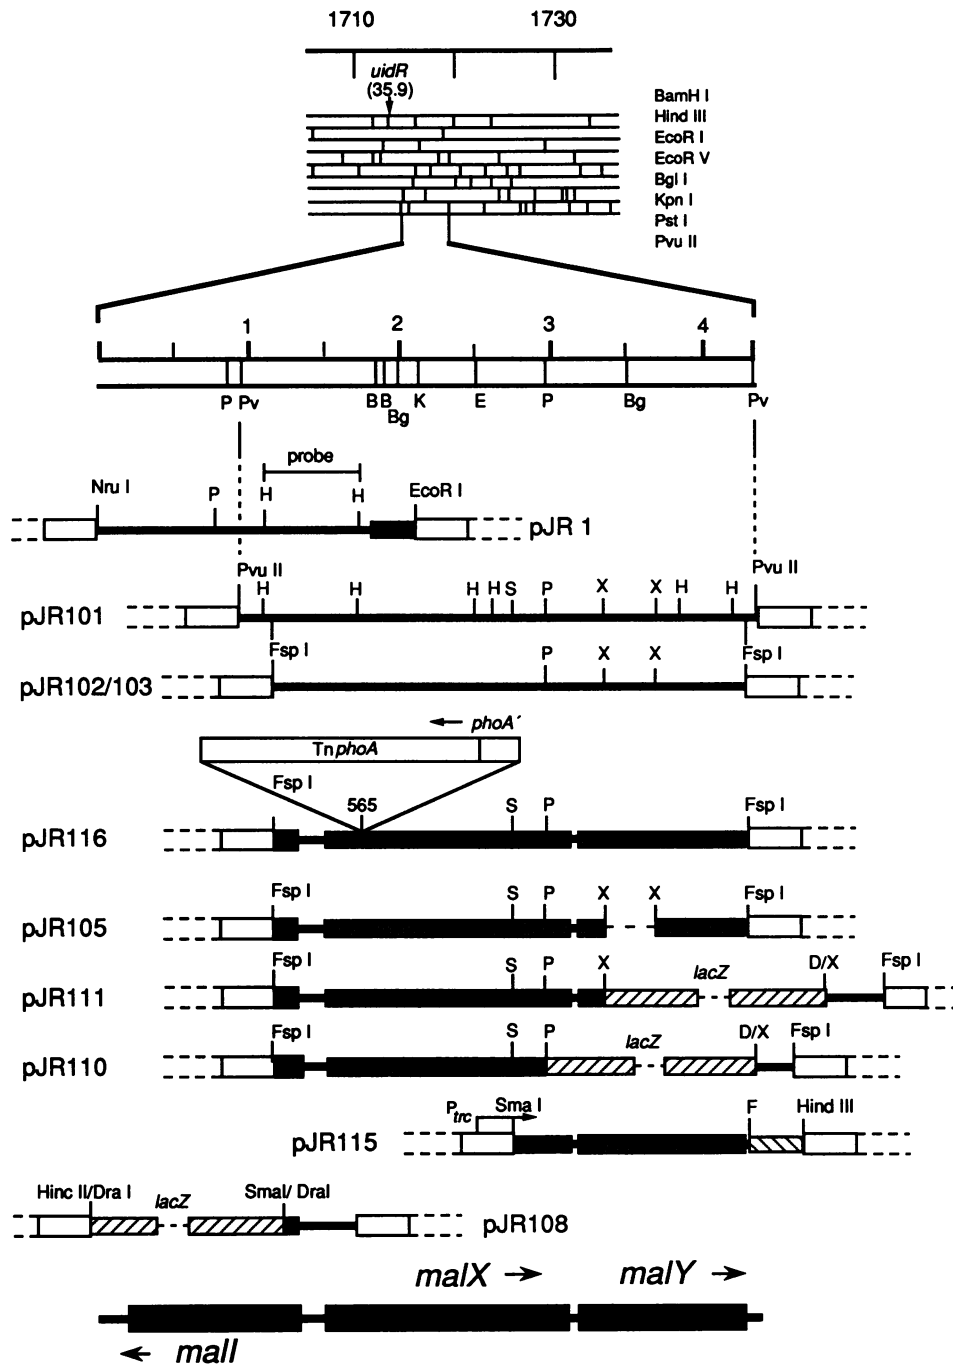 1710 1730
uidR
(35.9)
BamH I
Hind III
EcoR I
EcoR V
Bgl I
Kpn I
Pst I
Pvu II
1 2 3 4
P Pv B B K E P Bg Pv
Bg
probe
Nru I P H H EcoR I
pJR 1
Pvu II H H H H S P X X H H Pvu II
pJR101
Fsp I P X X Fsp I
pJR102/103
← phoA´
TnphoA
Fsp I 565 S P Fsp I
pJR116
Fsp I S P X X Fsp I
pJR105
Fsp I S P X lacZ D/X Fsp I
pJR111
Fsp I S P lacZ D/X Fsp I
pJR110
Ptrc Sma I F Hind III
pJR115
Hinc II/Dra I lacZ SmaI/ DraI
pJR108
malX → malY →
← malI